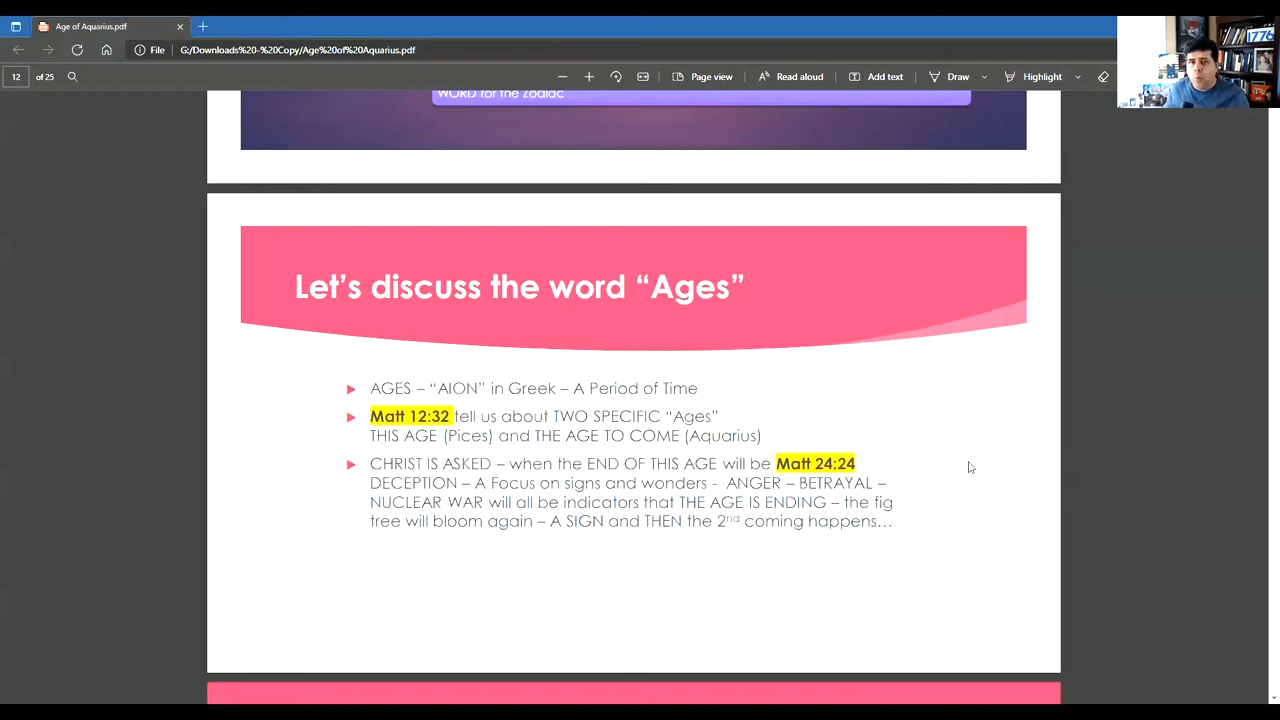 Age of Aquarius.pdf
File
G:/Downloads%20-%20Copy/Age%20of%20Aquarius.pdf
12 of 25
Page view
Read aloud
Add text
Draw
Highlight
1776
WORD for the Zodiac
Let's discuss the word “Ages”
AGES – “AION” in Greek – A Period of Time
Matt 12:32 tell us about TWO SPECIFIC “Ages”
THIS AGE (Pices) and THE AGE TO COME (Aquarius)
CHRIST IS ASKED – when the END OF THIS AGE will be Matt 24:24
DECEPTION – A Focus on signs and wonders - ANGER – BETRAYAL –
NUCLEAR WAR will all be indicators that THE AGE IS ENDING – the fig
tree will bloom again – A SIGN and THEN the 2nd coming happens…